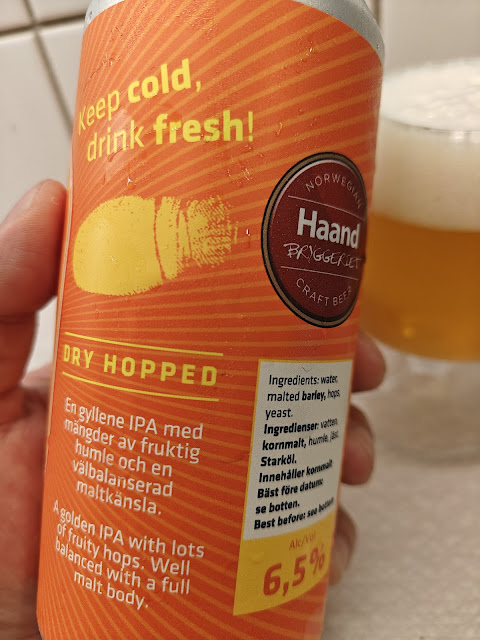 Keep cold,
drink fresh!
NORWEGIAN
Haand
BRYGGERIET
CRAFT BEER
DRY HOPPED
En gyllene IPA med
mängder av fruktig
humle och en
välbalanserad
maltkänsla.
A golden IPA with lots
of fruity hops. Well
balanced with a full
malt body.
Ingredients: water,
malted barley, hops,
yeast.
Ingredienser: vatten,
kornmalt, humle, jäst.
Starköl.
Innehåller kornmalt.
Bäst före datum:
se botten.
Best before: see bottom
Alc/Vol
6,5%